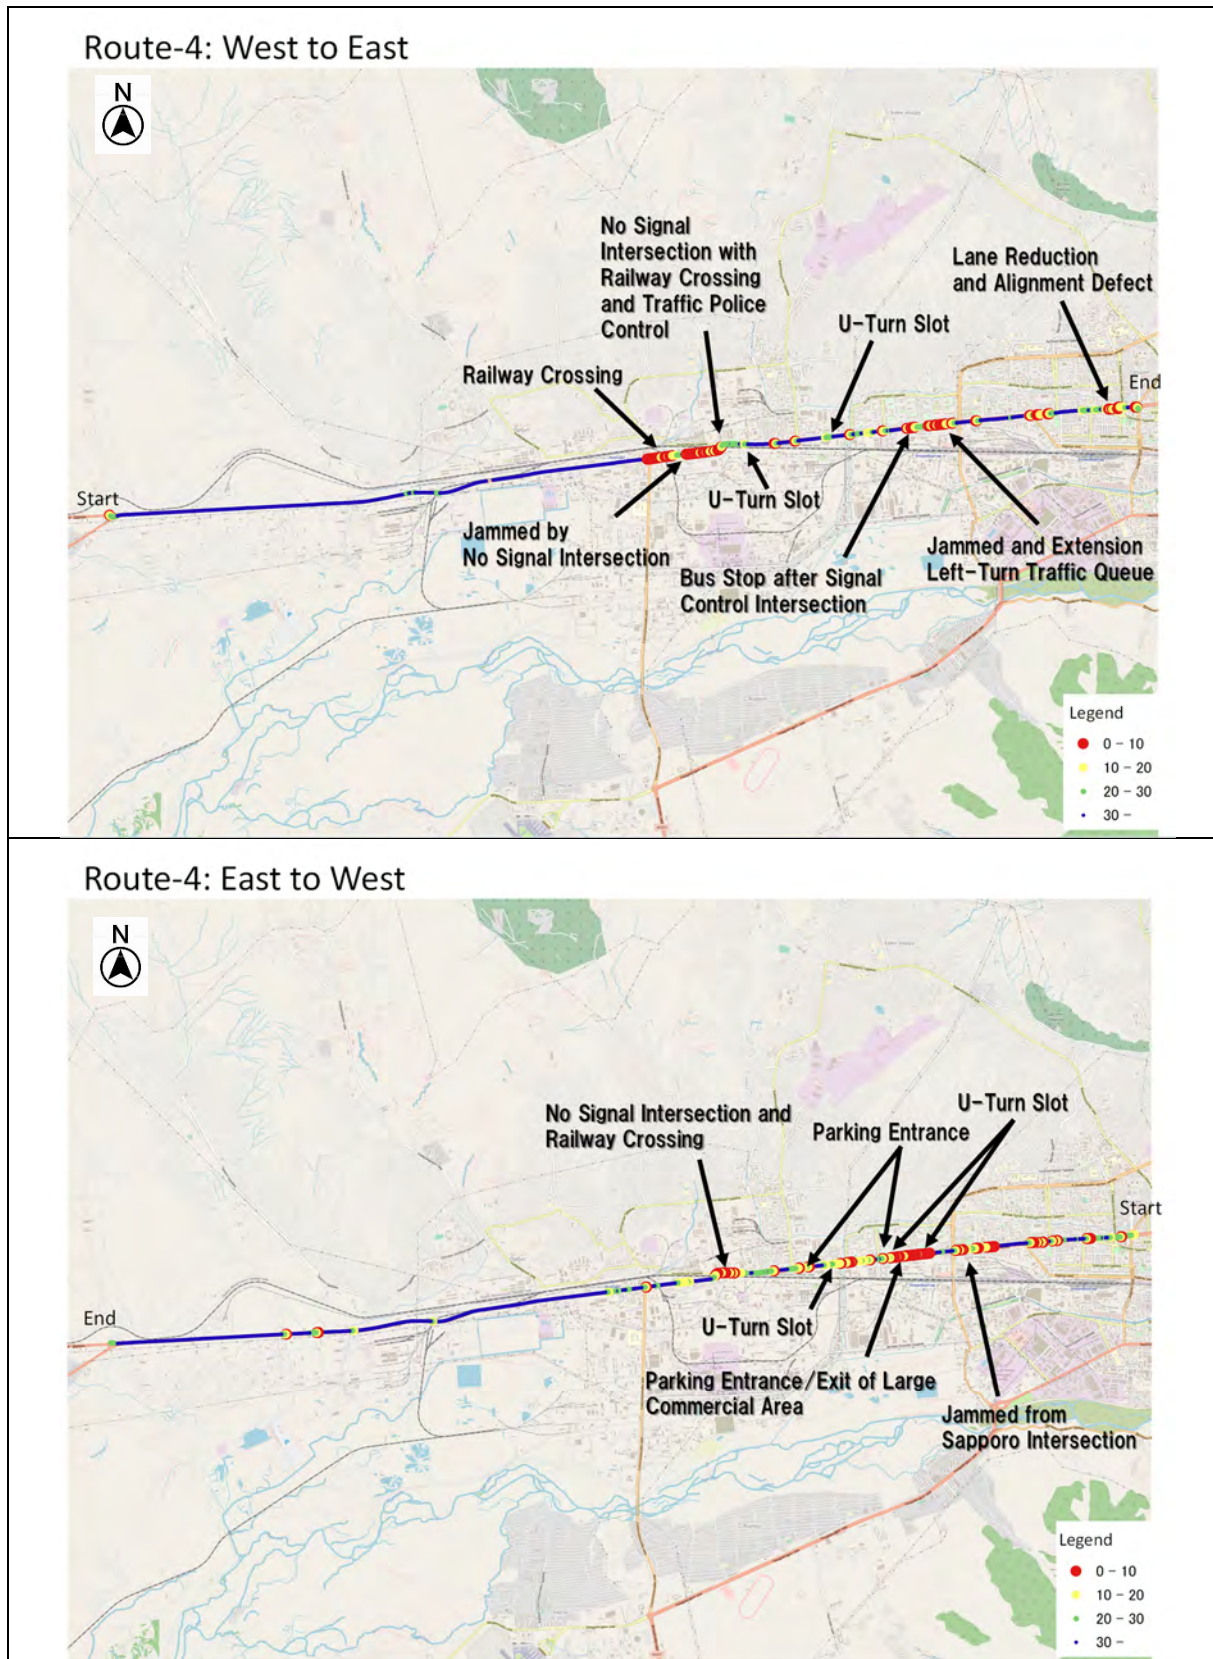 Route-4: West to East
N
No Signal
Intersection with
Railway Crossing
and Traffic Police
Control
Lane Reduction
and Alignment Defect
U-Turn Slot
Railway Crossing
End
Start
U-Turn Slot
Jammed by
No Signal Intersection
Jammed and Extension
Left-Turn Traffic Queue
Bus Stop after Signal
Control Intersection
Legend
0 - 10
10 - 20
20 - 30
30 -
Route-4: East to West
N
U-Turn Slot
No Signal Intersection and
Railway Crossing
Parking Entrance
Start
End
U-Turn Slot
Parking Entrance/Exit of Large
Commercial Area
Jammed from
Sapporo Intersection
Legend
0 - 10
10 - 20
20 - 30
30 -